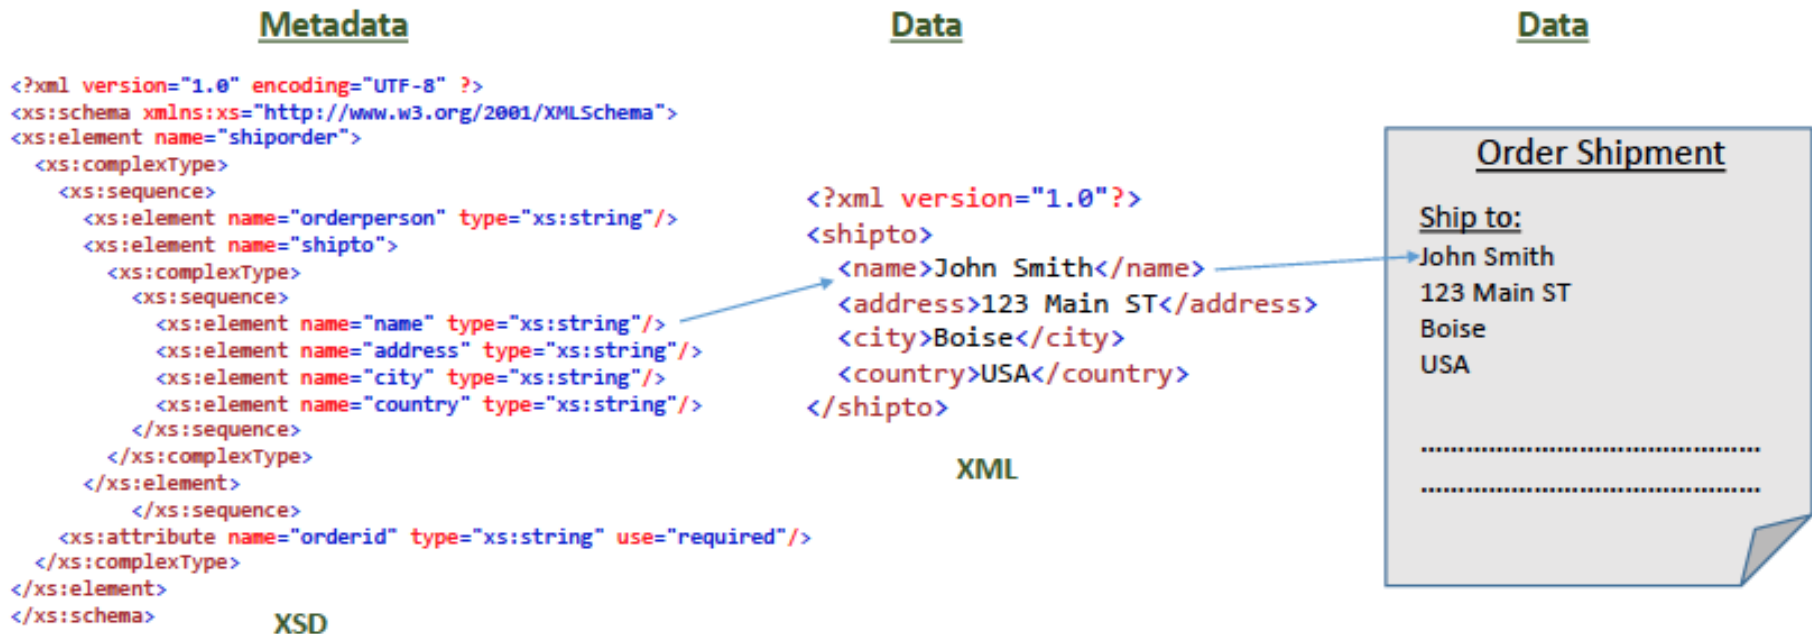 Metadata
<?xml version="1.0" encoding="UTF-8" ?>
<xs:schema xmlns:xs="http://www.w3.org/2001/XMLSchema">
<xs:element name="shiporder">
  <xs:complexType>
    <xs:sequence>
      <xs:element name="orderperson" type="xs:string"/>
      <xs:element name="shipto">
        <xs:complexType>
          <xs:sequence>
            <xs:element name="name" type="xs:string"/>
            <xs:element name="address" type="xs:string"/>
            <xs:element name="city" type="xs:string"/>
            <xs:element name="country" type="xs:string"/>
          </xs:sequence>
        </xs:complexType>
      </xs:element>
          </xs:sequence>
    <xs:attribute name="orderid" type="xs:string" use="required"/>
  </xs:complexType>
</xs:element>
</xs:schema>
XSD
Data
<?xml version="1.0"?>
<shipto>
  <name>John Smith</name>
  <address>123 Main ST</address>
  <city>Boise</city>
  <country>USA</country>
</shipto>
XML
Data
Order Shipment
Ship to:
John Smith
123 Main ST
Boise
USA
................................................
................................................